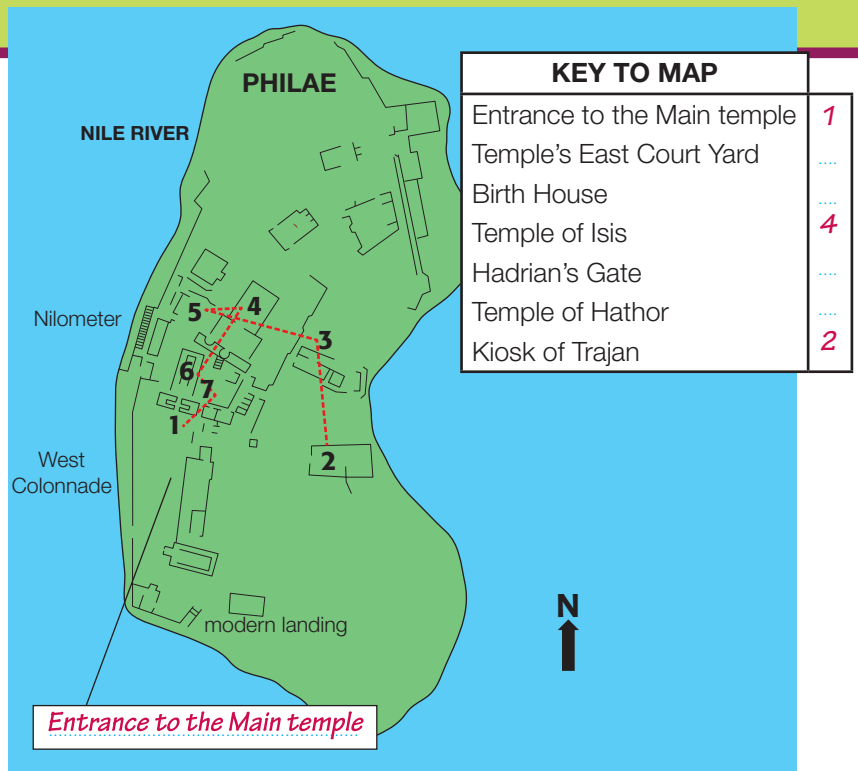 PHILAE
NILE RIVER
KEY TO MAP
Entrance to the Main temple 1
Temple's East Court Yard ....
Birth House ....
Temple of Isis 4
Hadrian's Gate ....
Temple of Hathor ....
Kiosk of Trajan 2
Nilometer
5
4
3
6
7
1
2
West
Colonnade
modern landing
N
Entrance to the Main temple